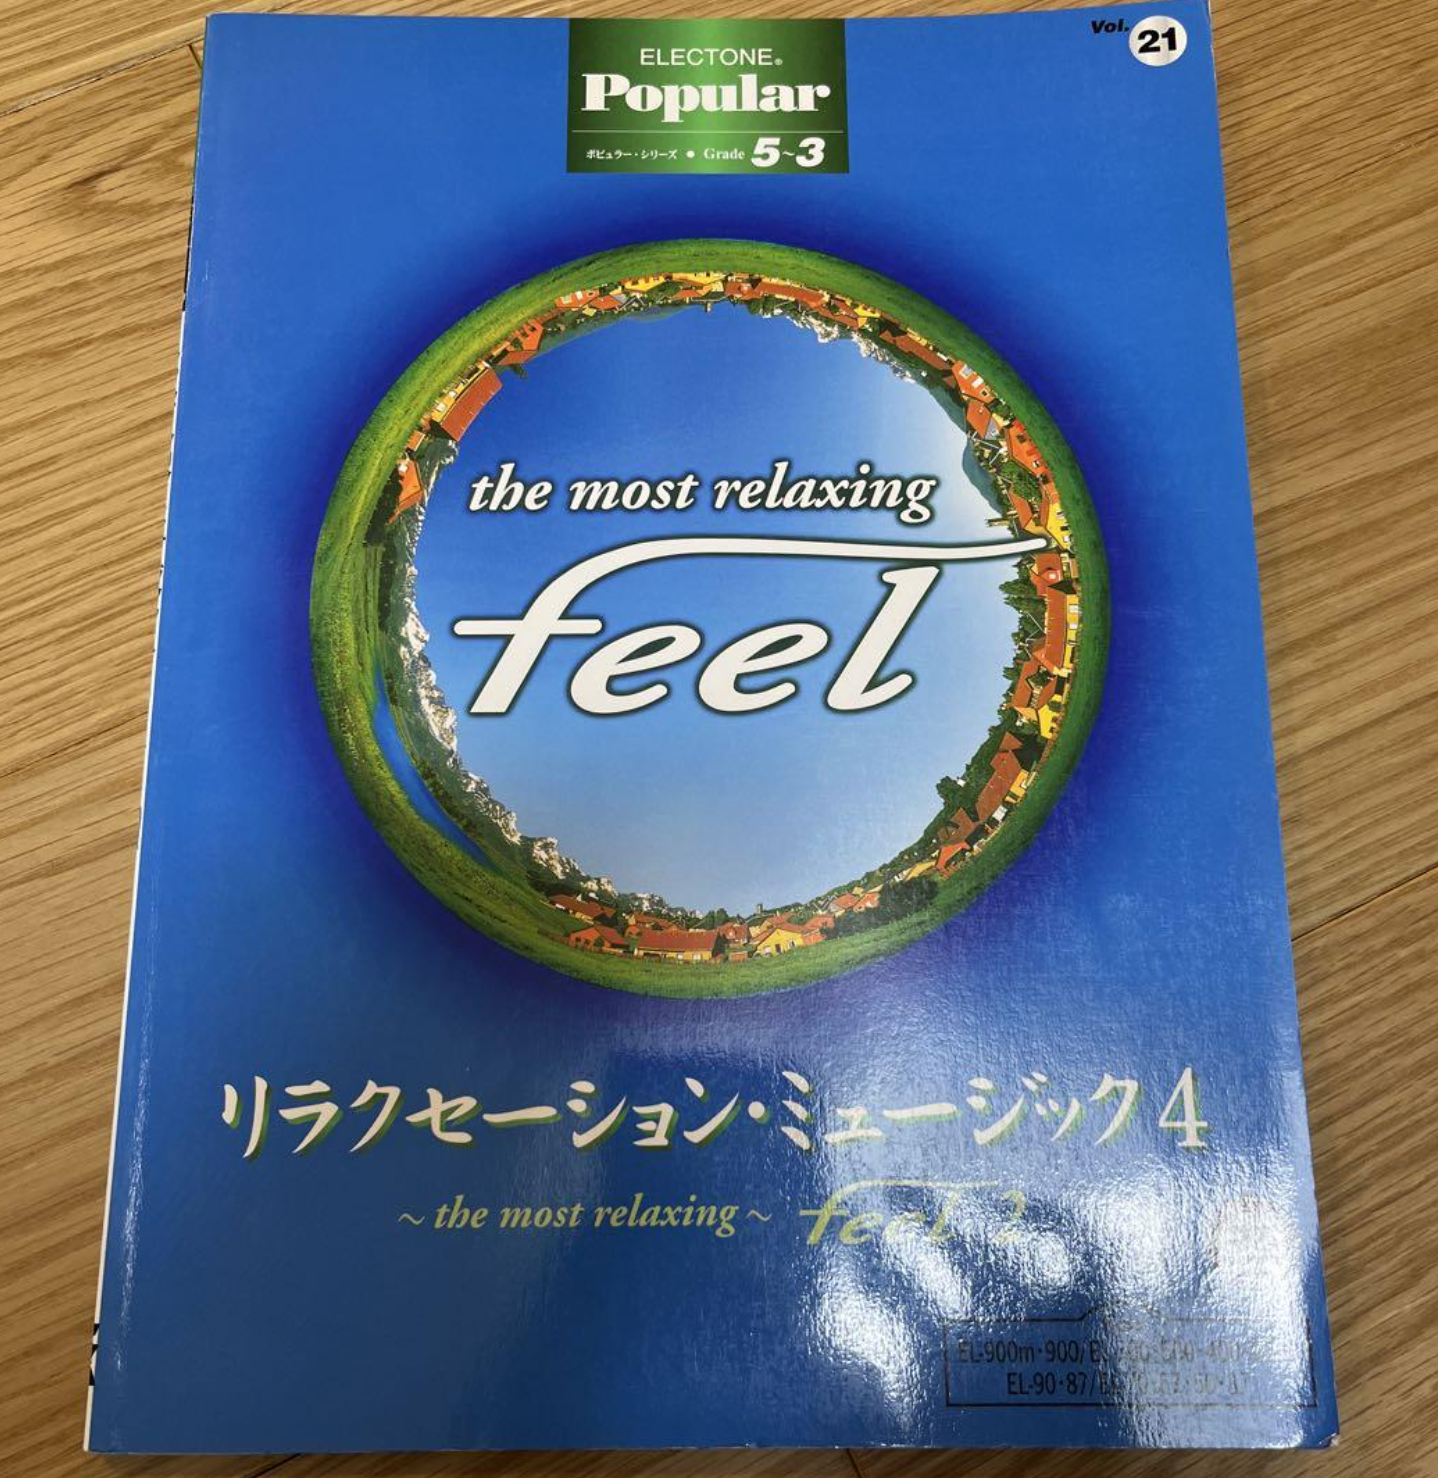 Vol. 21
ELECTONE®
Popular
ポピュラー・シリーズ ● Grade 5~3
the most relaxing
feel
リラクセーション・ミュージック4
~the most relaxing~ feel 2
EL-900m・900/
EL-90・87/